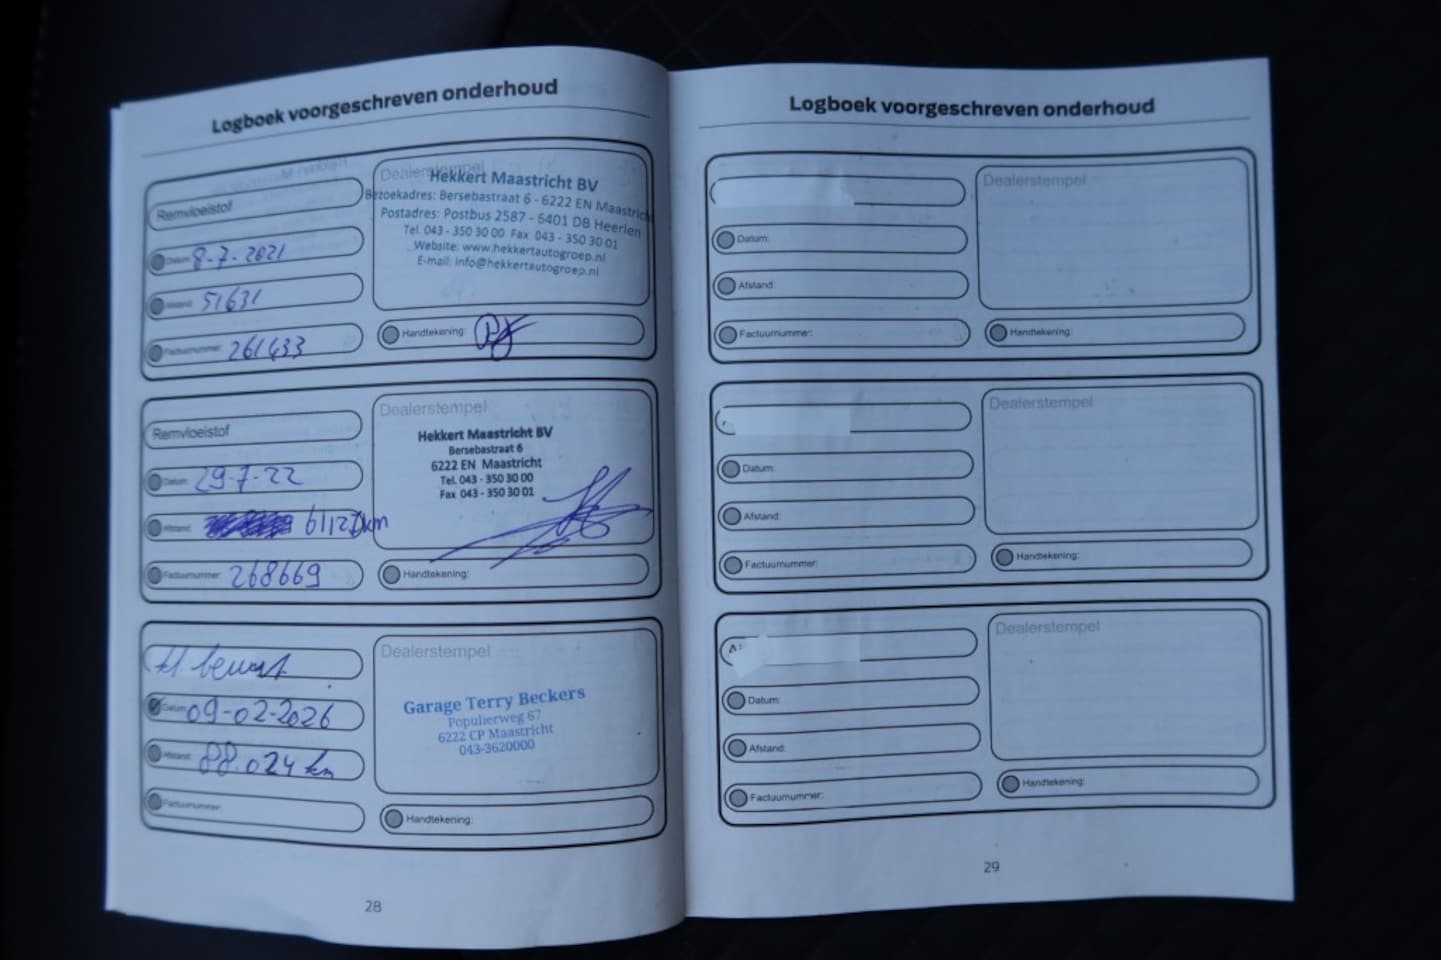 Logboek voorgeschreven onderhoud
Remvloeistof
Datum: 8-7-2021
Afstand: 51631
Factuurnummer: 261433
Dealerstempel
Hekkert Maastricht BV
Bezoekadres: Bersebastraat 6 - 6222 EN Maastricht
Postadres: Postbus 2587 - 6401 DB Heerlen
Tel. 043 - 350 30 00 Fax 043 - 350 30 01
Website: www.hekkertautogroep.nl
E-mail: info@hekkertautogroep.nl
Handtekening:
Remvloeistof
Datum: 29-7-22
Afstand: km
Factuurnummer: 268669
Dealerstempel
Hekkert Maastricht BV
Bersebastraat 6
6222 EN Maastricht
Tel. 043 - 350 30 00
Fax 043 - 350 30 01
Handtekening:
Datum: 09-02-2026
Afstand: 88.024 km
Factuurnummer:
Dealerstempel
Garage Terry Beckers
Populierweg 67
6222 CP Maastricht
043-3620000
Handtekening:
28
Logboek voorgeschreven onderhoud
Datum:
Afstand:
Factuurnummer:
Dealerstempel
Handtekening:
Datum:
Afstand:
Factuurnummer:
Dealerstempel
Handtekening:
Datum:
Afstand:
Factuurnummer:
Dealerstempel
Handtekening:
29